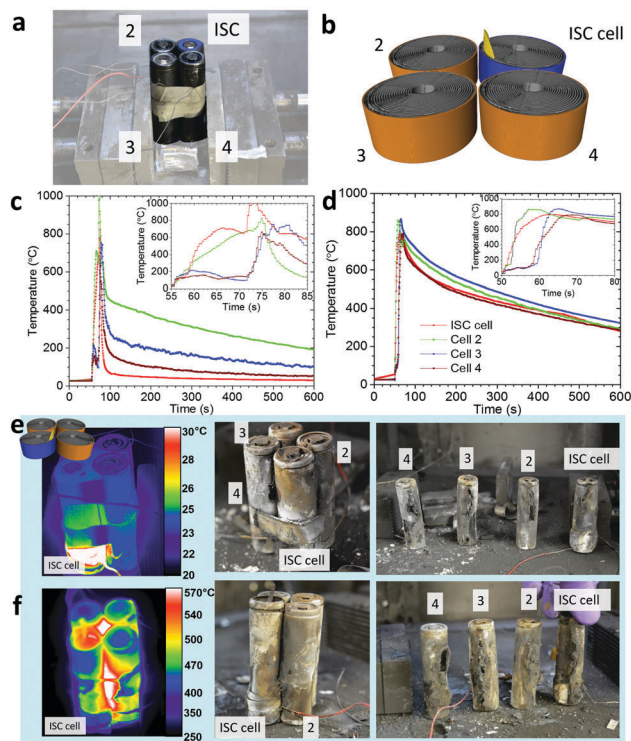 a
2
ISC
3
4
b
2
ISC cell
3
4
c
Temperature (°C)
1000
800
600
400
200
0
0 100 200 300 400 500 600
Time (s)
Temperature (°C)
1000
800
600
400
200
0
55 60 65 70 75 80 85
Time (s)
d
Temperature (°C)
1000
800
600
400
200
0
0 100 200 300 400 500 600
Time (s)
Temperature (°C)
1000
800
600
400
200
0
50 60 70 80
Time (s)
ISC cell
Cell 2
Cell 3
Cell 4
e
30°C
28
26
25
24
22
20
ISC cell
3
2
4
ISC cell
4
3
2
ISC cell
f
570°C
540
500
470
400
350
250
ISC cell
ISC cell
2
4
3
2
ISC cell